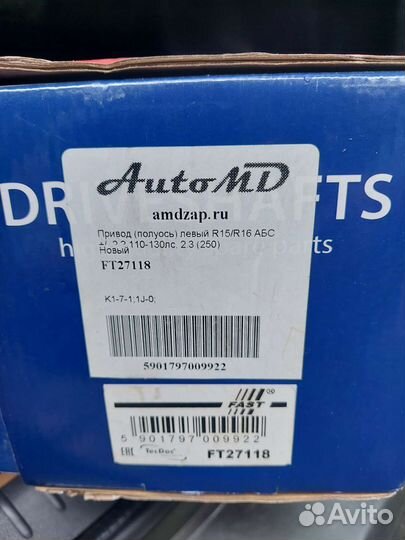 AutoMD
DRIVESHAFTS
amdzap.ru
Привод (полуось) левый R15/R16 АБС
+/- 2.2 110-130лс. 2.3 (250)
Новый
FT27118
K1-7-1;1J-0;
5901797009922
FAST ®
5 901797 009922
EAC TecDoc FT27118
Avito